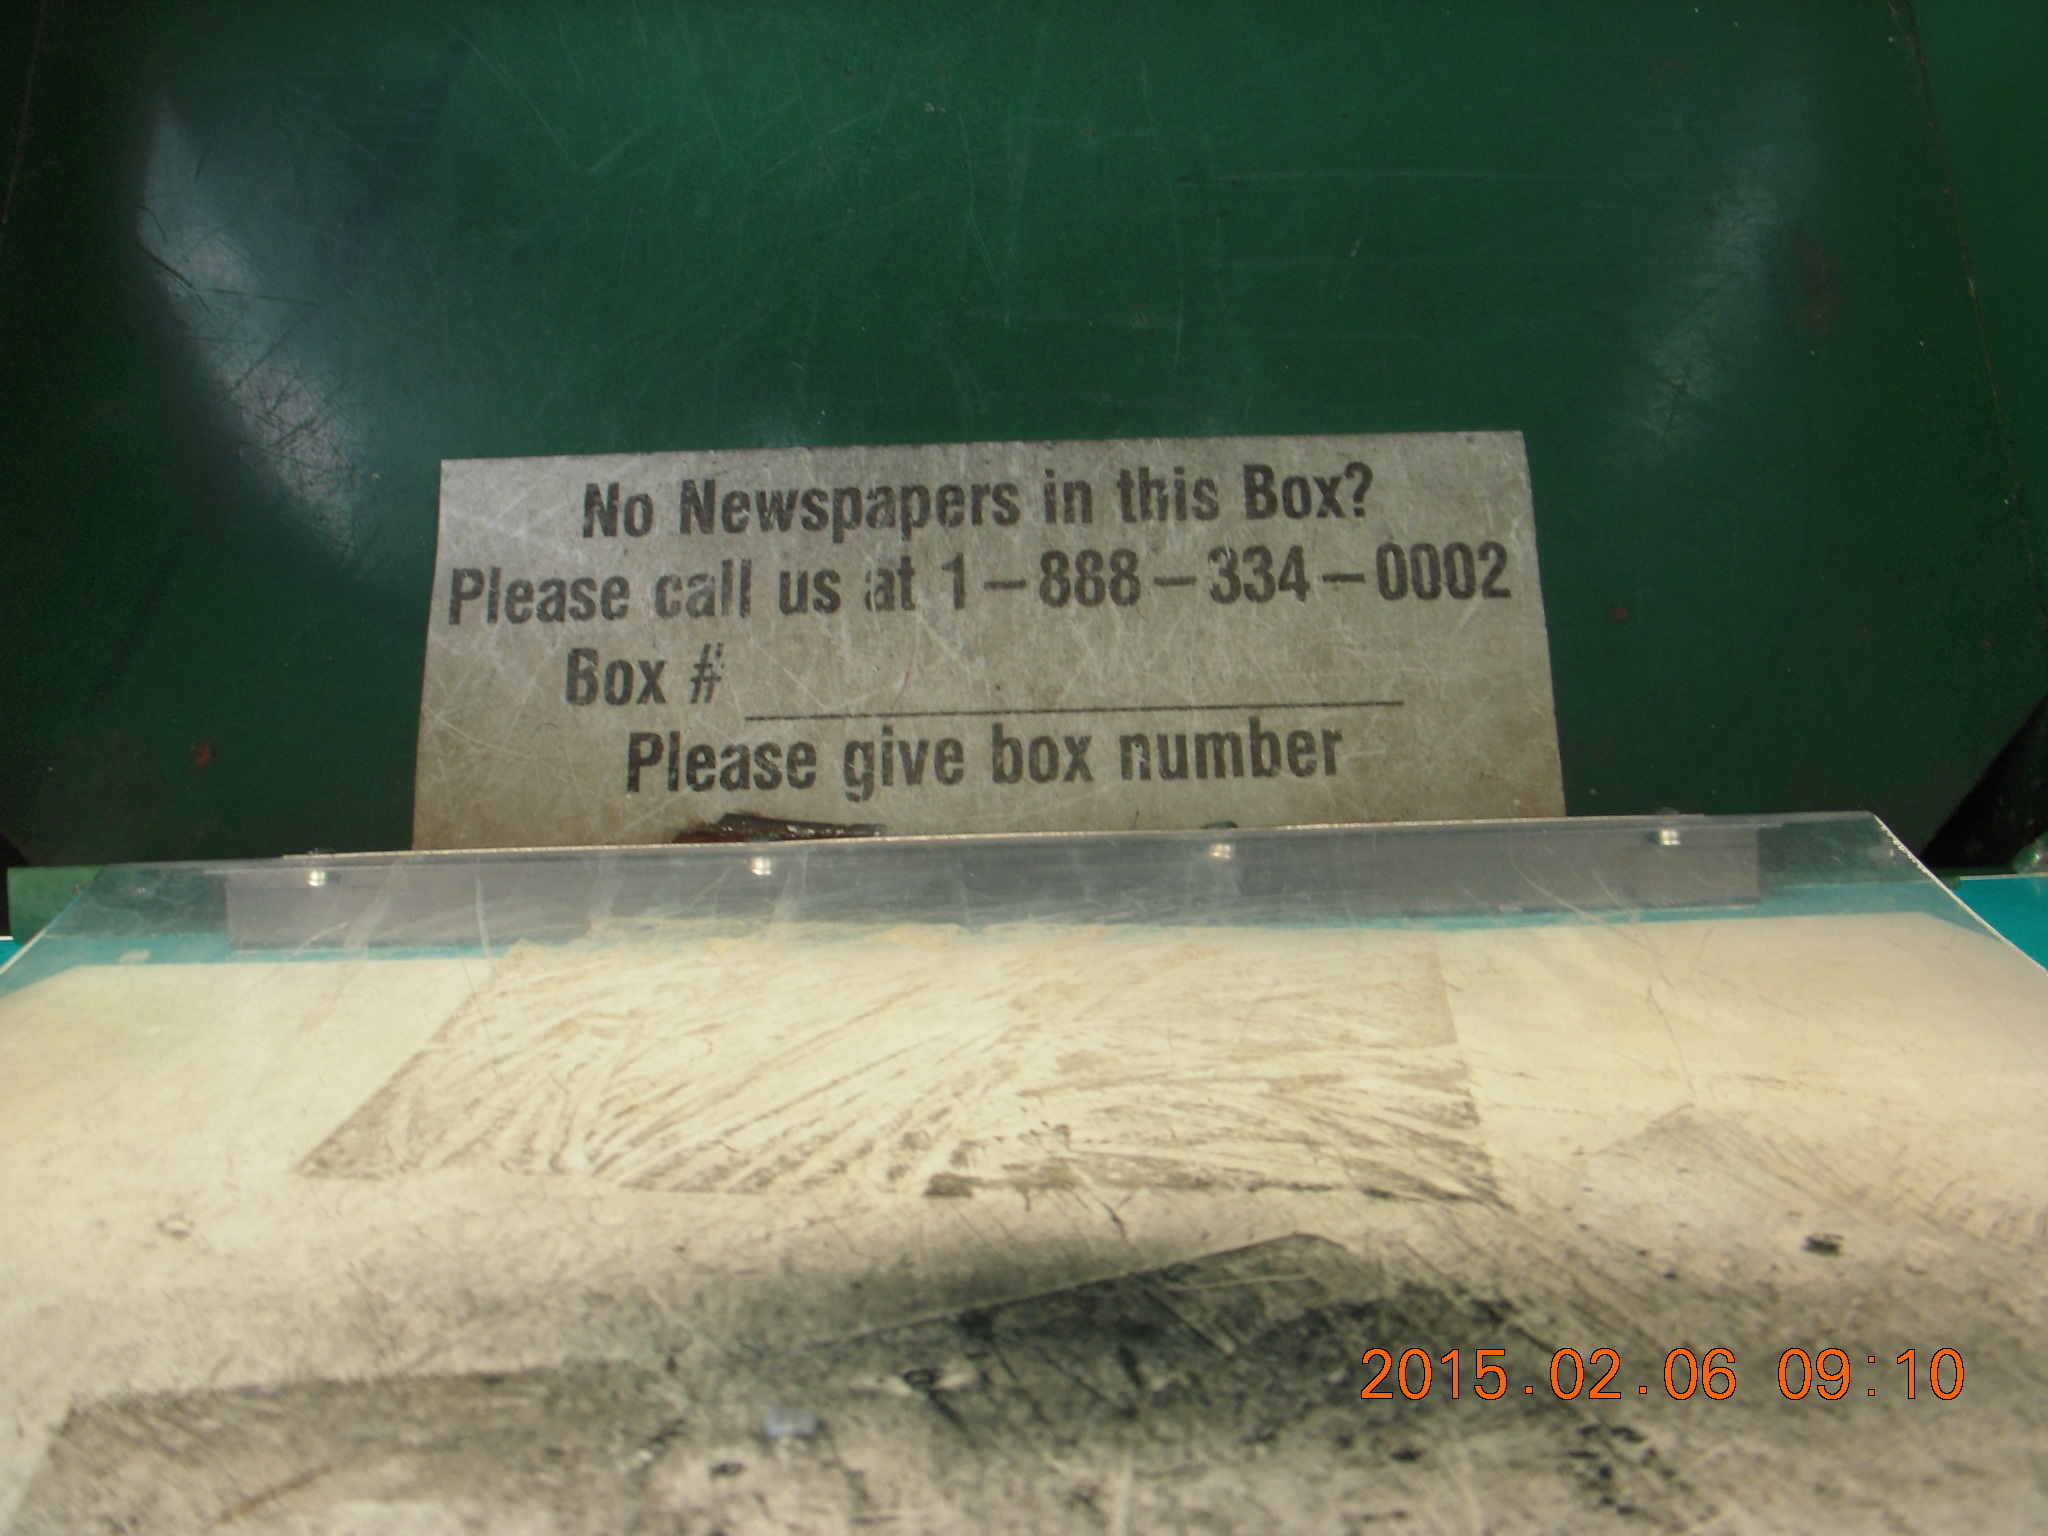 No Newspapers in this Box?
Please call us at 1-888-334-0002
Box #
Please give box number
2015.02.06 09:10